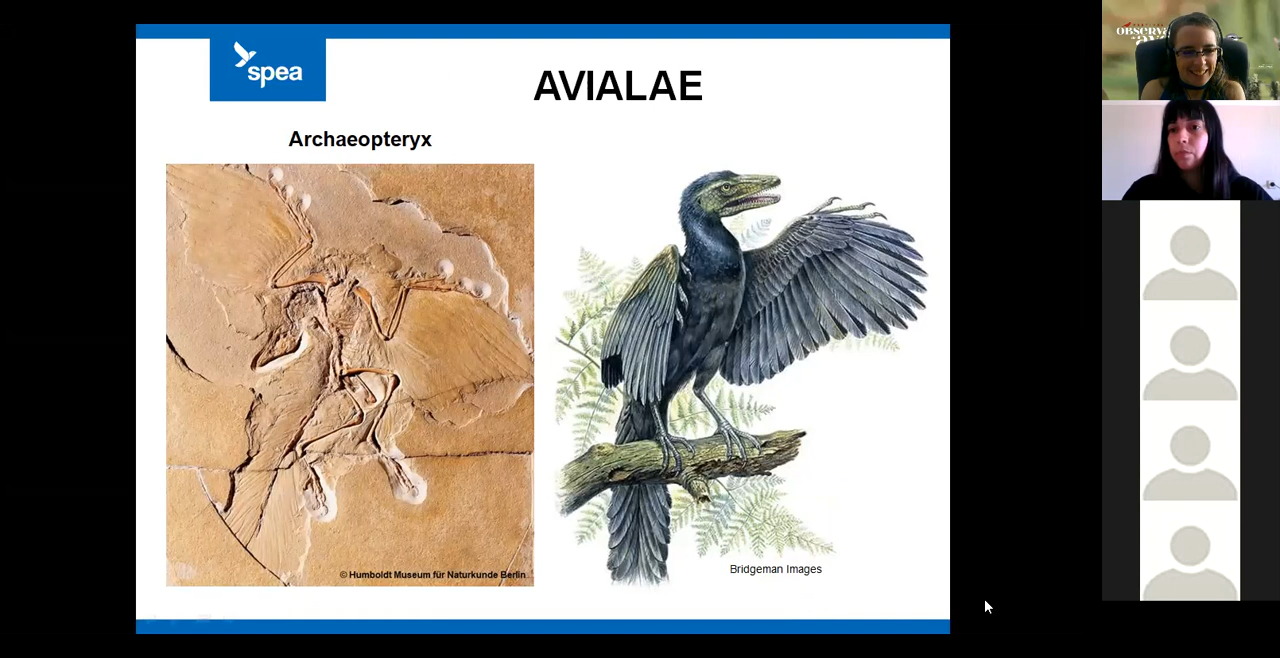 spea
AVIALAE
Archaeopteryx
© Humboldt Museum für Naturkunde Berlin
Bridgeman Images